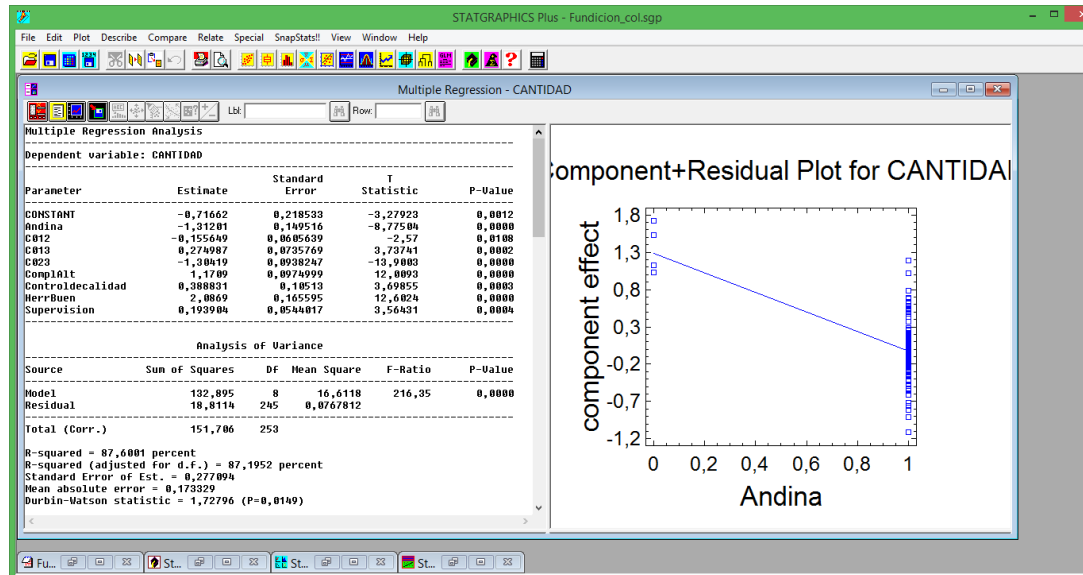 STATGRAPHICS Plus - Fundicion_col.sgp
File Edit Plot Describe Compare Relate Special SnapStats!! View Window Help
Multiple Regression - CANTIDAD
Lbl: Row:
Multiple Regression Analysis
Dependent variable: CANTIDAD
Standard T
Parameter Estimate Error Statistic P-Value
CONSTANT -0,71662 0,218533 -3,27923 0,0012
Andina -1,31201 0,149516 -8,77504 0,0000
C012 -0,155649 0,0605639 -2,57 0,0108
C013 0,274987 0,0735769 3,73741 0,0002
C023 -1,30419 0,0938247 -13,9003 0,0000
ComplAlt 1,1709 0,0974999 12,0093 0,0000
Controldecalidad 0,388831 0,10513 3,69855 0,0003
HerrBuen 2,0869 0,165595 12,6024 0,0000
Supervision 0,193904 0,0544017 3,56431 0,0004
Analysis of Variance
Source Sum of Squares Df Mean Square F-Ratio P-Value
Model 132,895 8 16,6118 216,35 0,0000
Residual 18,8114 245 0,0767812
Total (Corr.) 151,706 253
R-squared = 87,6001 percent
R-squared (adjusted for d.f.) = 87,1952 percent
Standard Error of Est. = 0,277094
Mean absolute error = 0,173329
Durbin-Watson statistic = 1,72796 (P=0,0149)
Component+Residual Plot for CANTIDAD
component effect
1,8
1,3
0,8
0,3
-0,2
-0,7
-1,2
0 0,2 0,4 0,6 0,8 1
Andina
Fu... St... St... St...